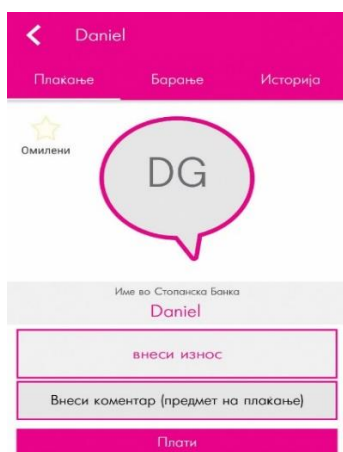 Daniel
Плаќање Барање Историја
Омилени
DG
Име во Стопанска Банка
Daniel
внеси износ
Внеси коментар (предмет на плаќање)
Плати